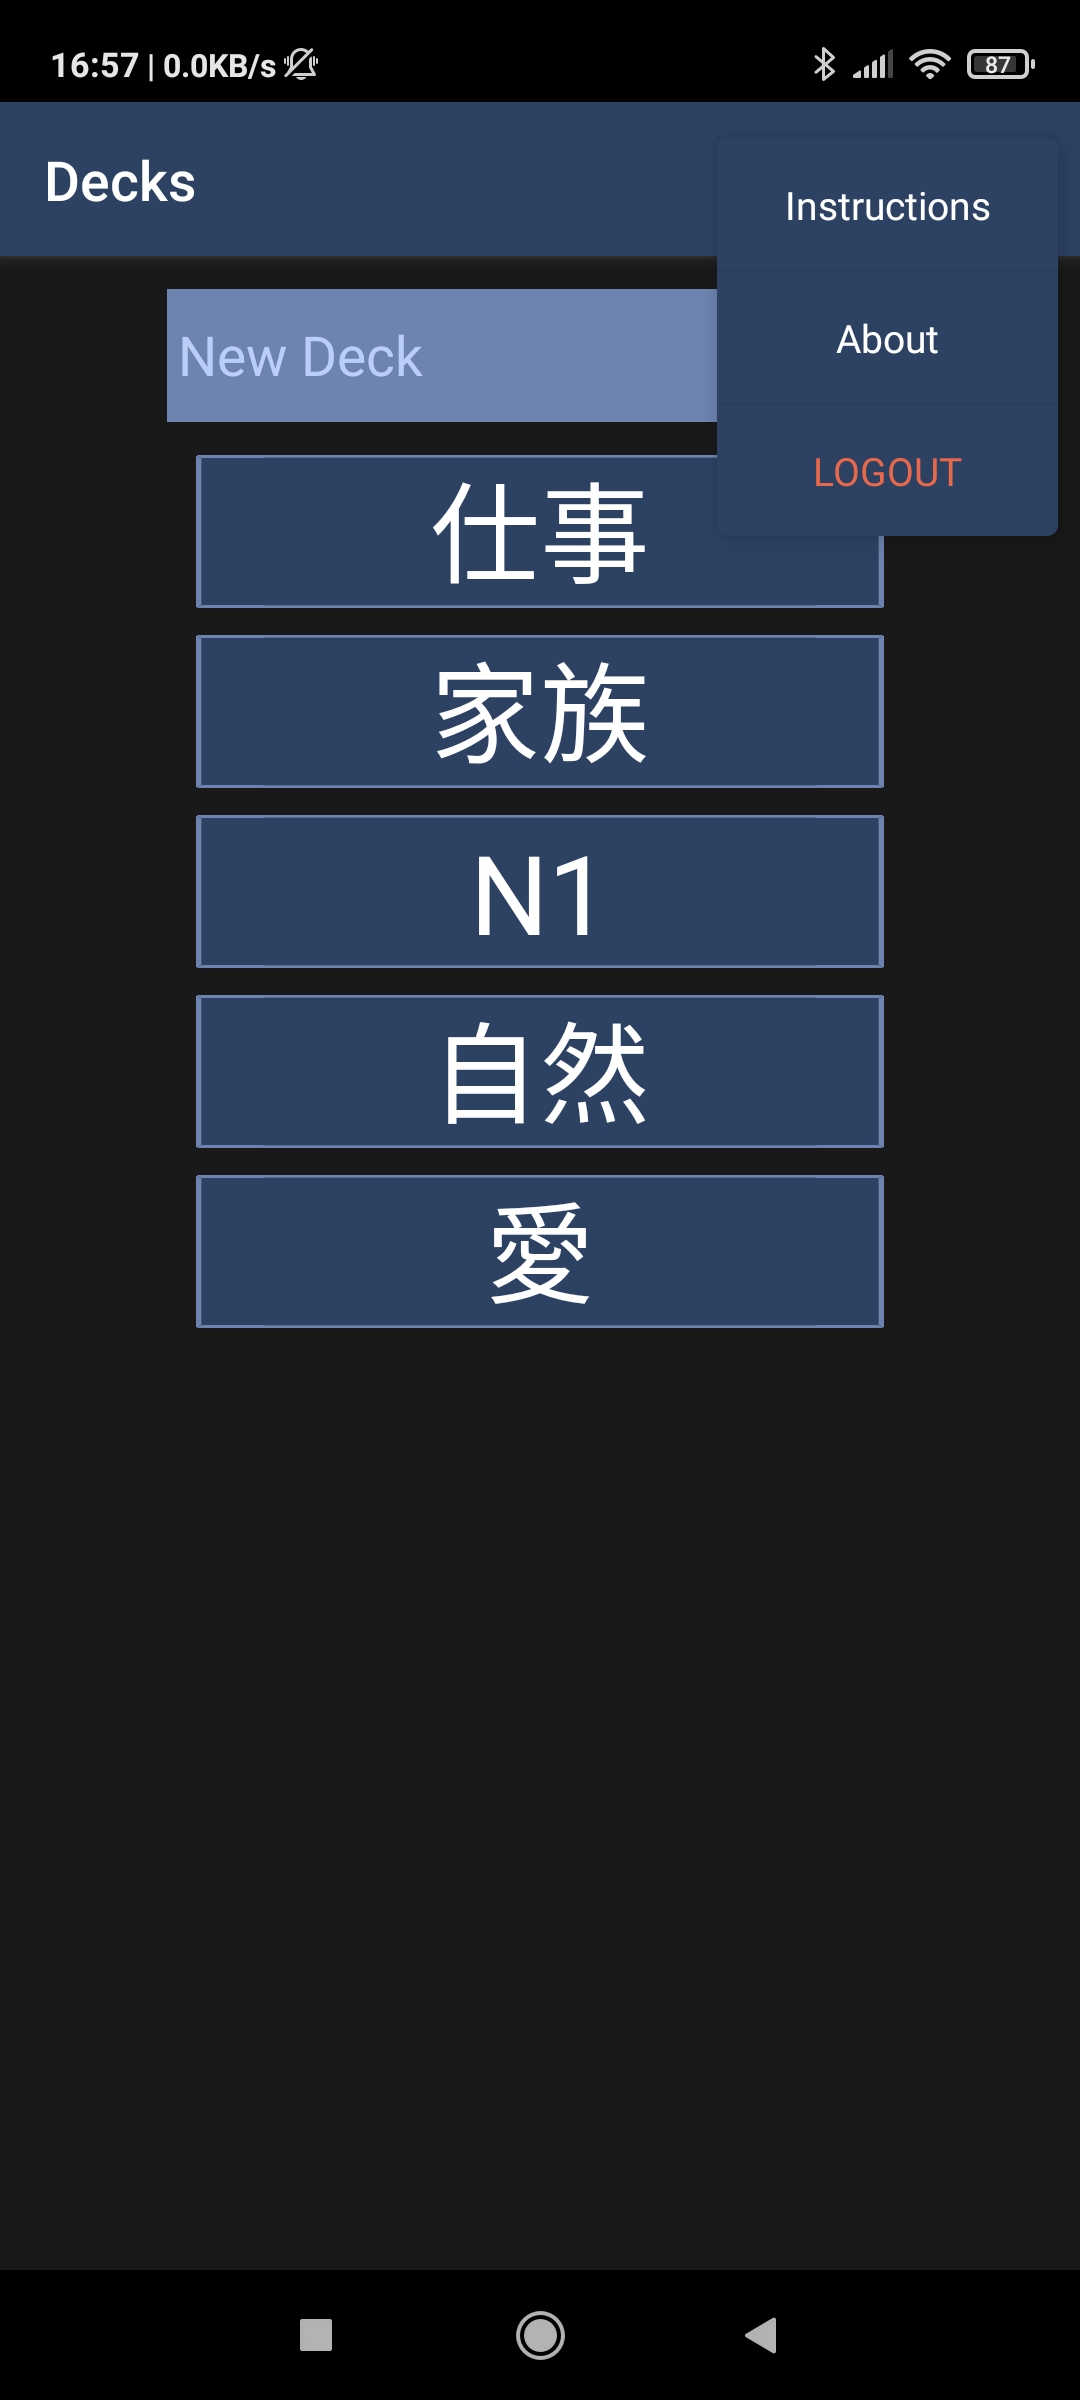 16:57 | 0.0KB/s
87
Decks
Instructions
About
LOGOUT
New Deck
仕事
家族
N1
自然
愛